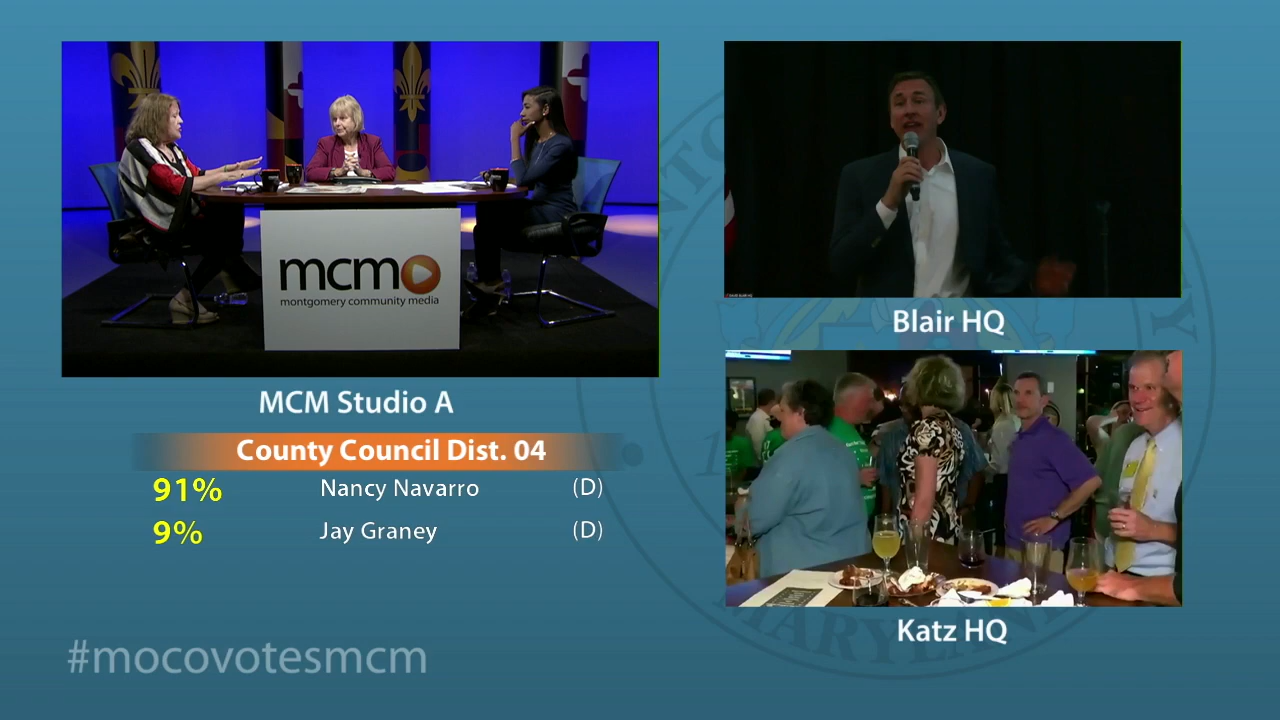 mcm
montgomery community media
MCM Studio A
County Council Dist. 04
91% Nancy Navarro (D)
9% Jay Graney (D)
#mocovotesmcm
Blair HQ
Katz HQ
MARYLAND